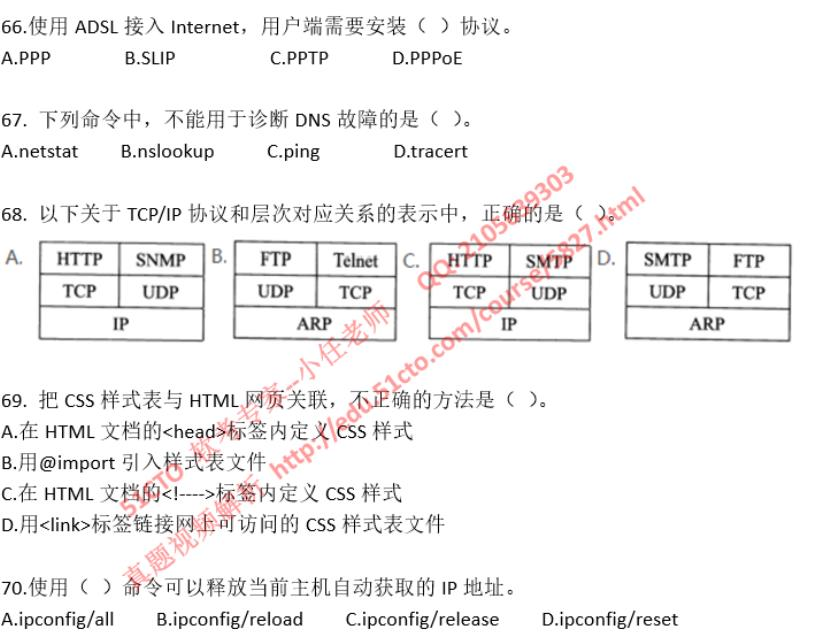 66.使用 ADSL 接入 Internet，用户端需要安装（ ）协议。
A.PPP B.SLIP C.PPTP D.PPPoE
67. 下列命令中，不能用于诊断 DNS 故障的是（ ）。
A.netstat B.nslookup C.ping D.tracert
68. 以下关于 TCP/IP 协议和层次对应关系的表示中，正确的是（ ）。
A. HTTP SNMP B. FTP Telnet C. HTTP SMTP D. SMTP FTP
TCP UDP UDP TCP TCP UDP UDP TCP
IP ARP IP ARP
69. 把 CSS 样式表与 HTML 网页关联，不正确的方法是（ ）。
A.在 HTML 文档的<head>标签内定义 CSS 样式
B.用@import 引入样式表文件
C.在 HTML 文档的<!---->标签内定义 CSS 样式
D.用<link>标签链接网上可访问的 CSS 样式表文件
70.使用（ ）命令可以释放当前主机自动获取的 IP 地址。
A.ipconfig/all B.ipconfig/reload C.ipconfig/release D.ipconfig/reset
51CTO 软考专家--小任老师 QQ:2105639303
真题视频解析 http://edu.51cto.com/course/5827.html